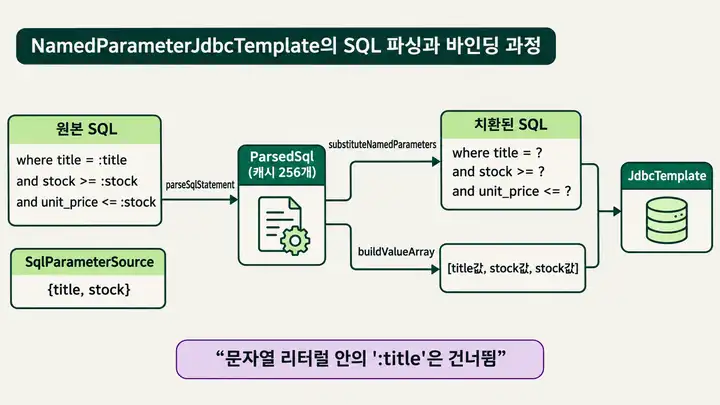 NamedParameterJdbcTemplate의 SQL 파싱과 바인딩 과정
원본 SQL
where title = :title
and stock >= :stock
and unit_price <= :stock
SqlParameterSource
{title, stock}
parseSqlStatement
ParsedSql
(캐시 256개)
substituteNamedParameters
buildValueArray
치환된 SQL
where title = ?
and stock >= ?
and unit_price <= ?
[title값, stock값, stock값]
JdbcTemplate
“문자열 리터럴 안의 ':title'은 건너뜀”